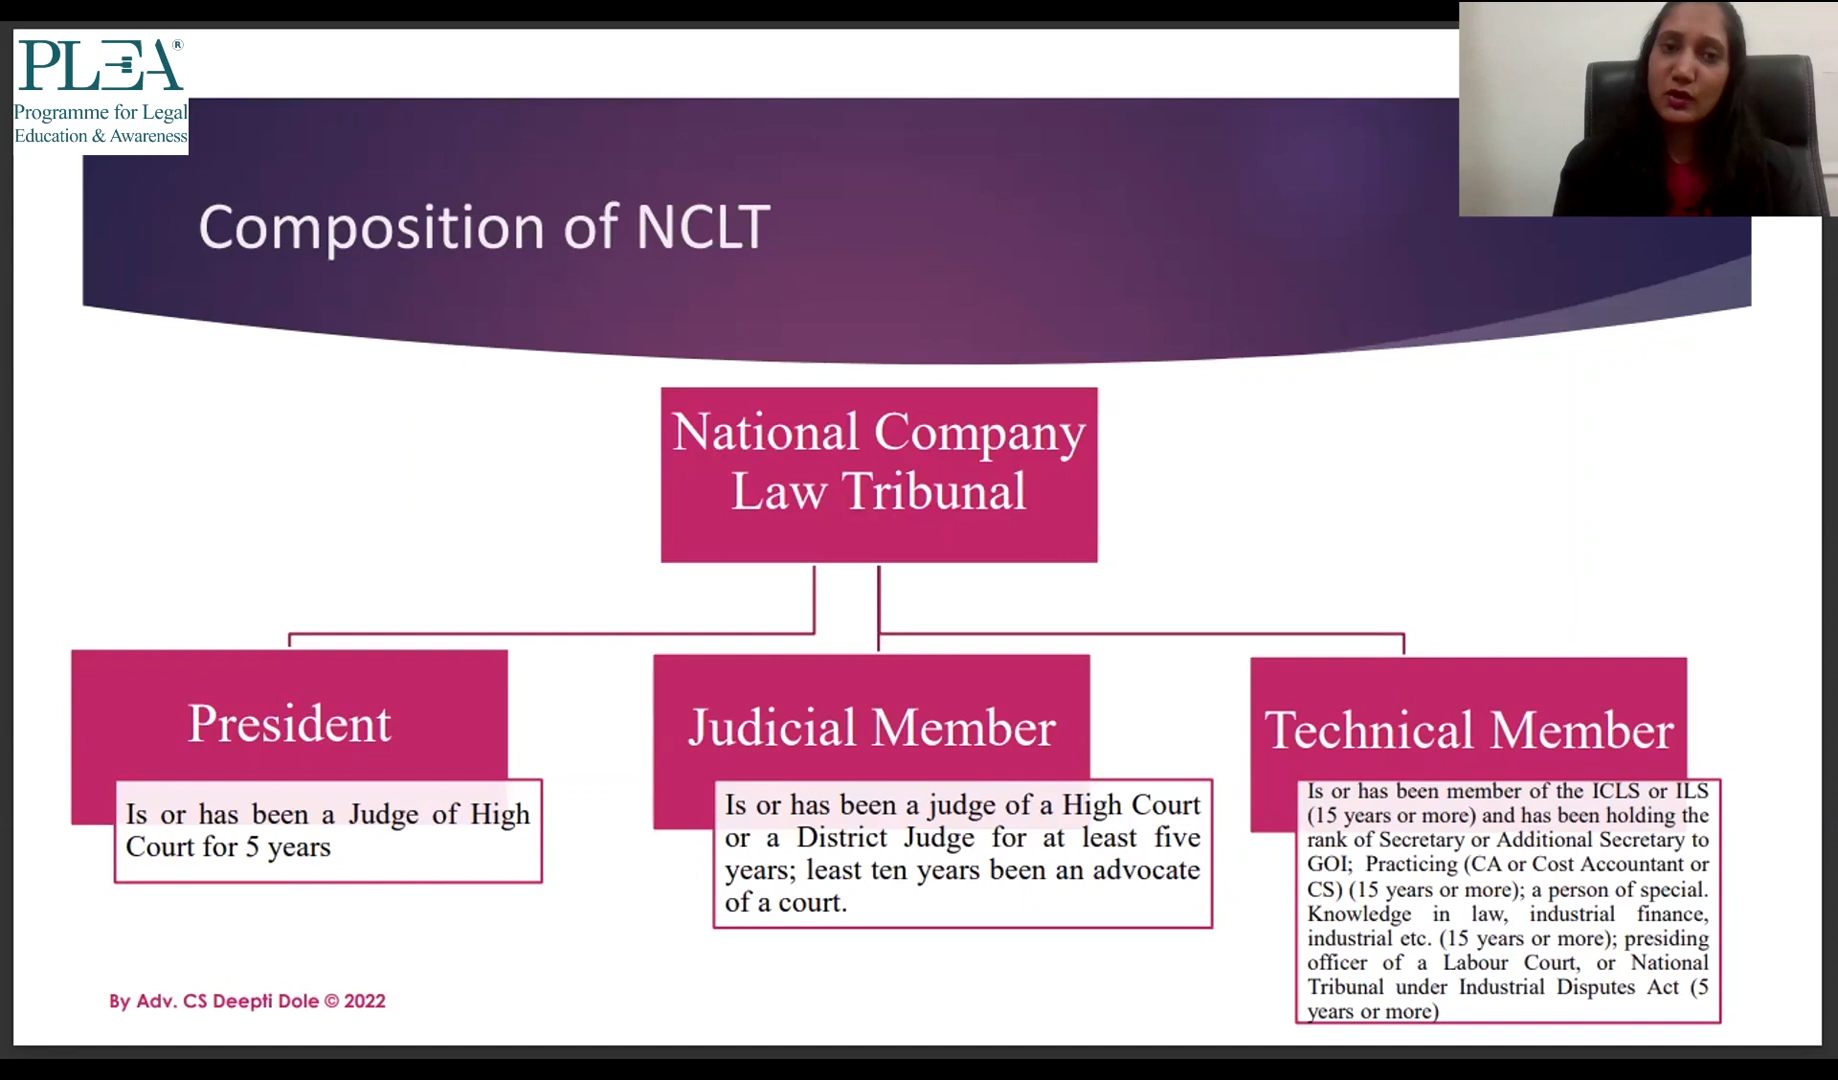 PLEA®
Programme for Legal
Education & Awareness
Composition of NCLT
National Company
Law Tribunal
President
Is or has been a Judge of High
Court for 5 years
Judicial Member
Is or has been a judge of a High Court
or a District Judge for at least five
years; least ten years been an advocate
of a court.
Technical Member
Is or has been member of the ICLS or ILS
(15 years or more) and has been holding the
rank of Secretary or Additional Secretary to
GOI; Practicing (CA or Cost Accountant or
CS) (15 years or more); a person of special.
Knowledge in law, industrial finance,
industrial etc. (15 years or more); presiding
officer of a Labour Court, or National
Tribunal under Industrial Disputes Act (5
years or more)
By Adv. CS Deepti Dole © 2022